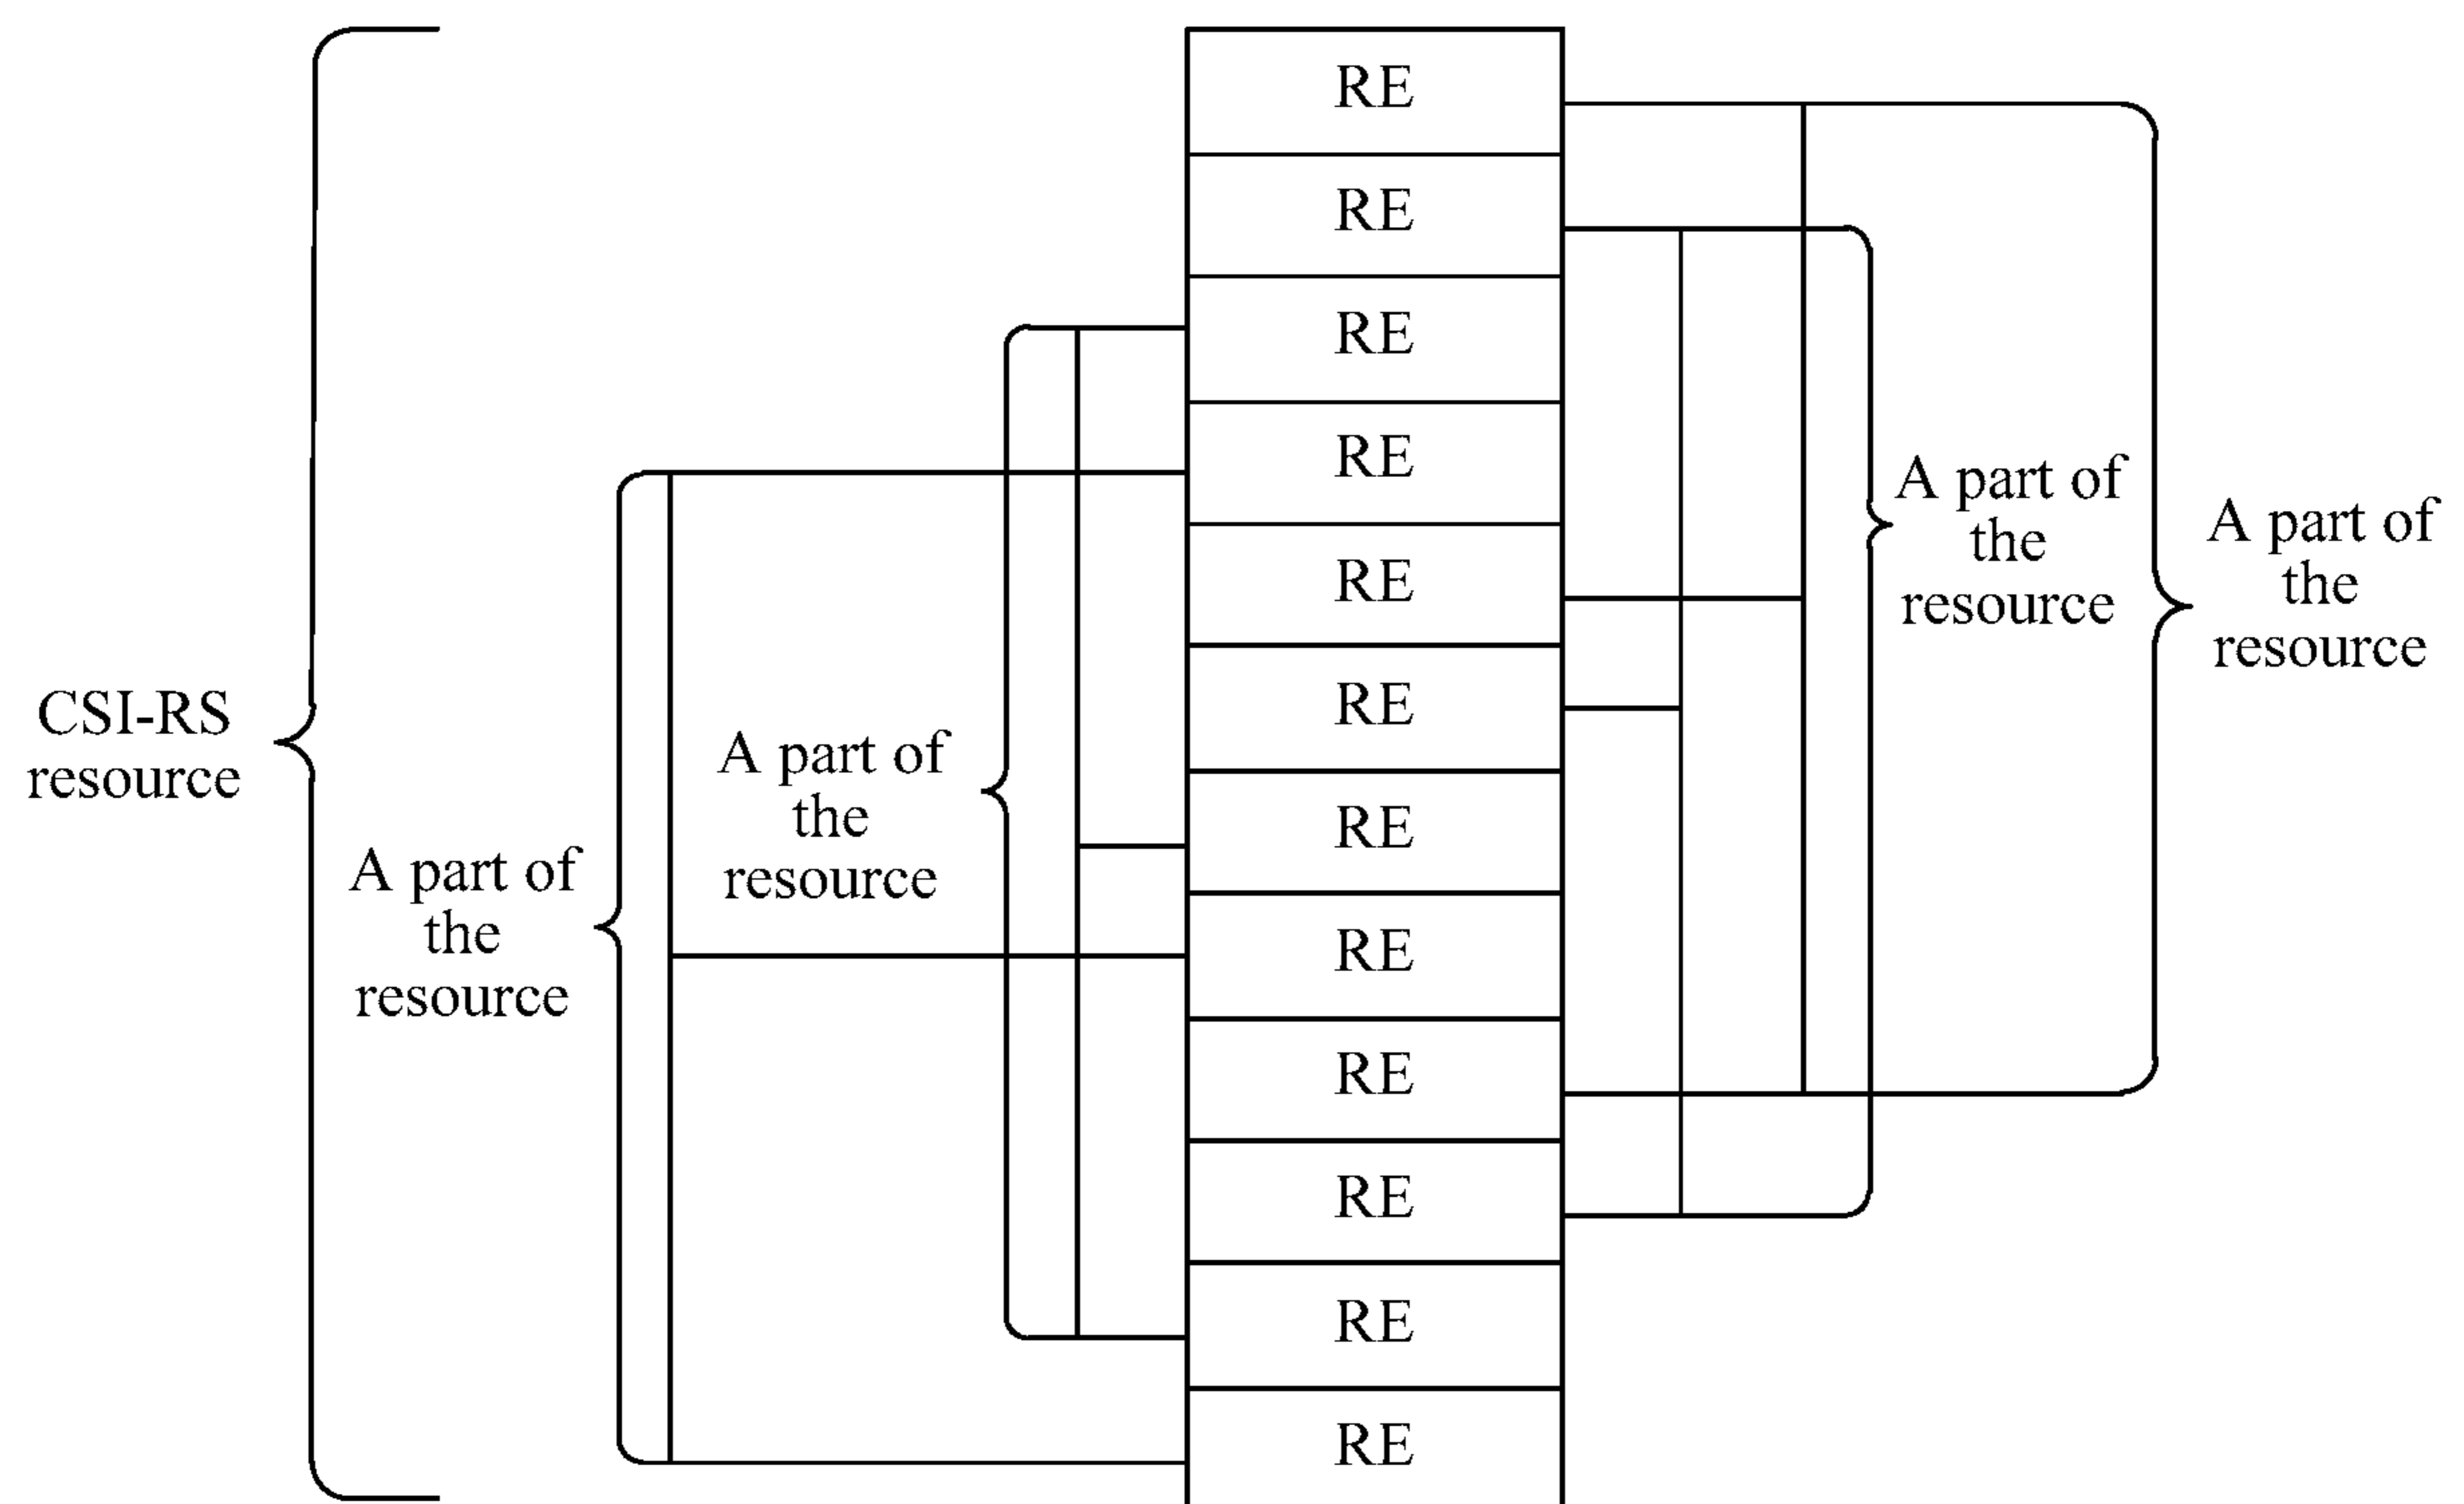 CSI-RS
resource
A part of
the
resource
A part of
the
resource
RE
RE
RE
RE
RE
RE
RE
RE
RE
RE
RE
RE
A part of
the
resource
A part of
the
resource